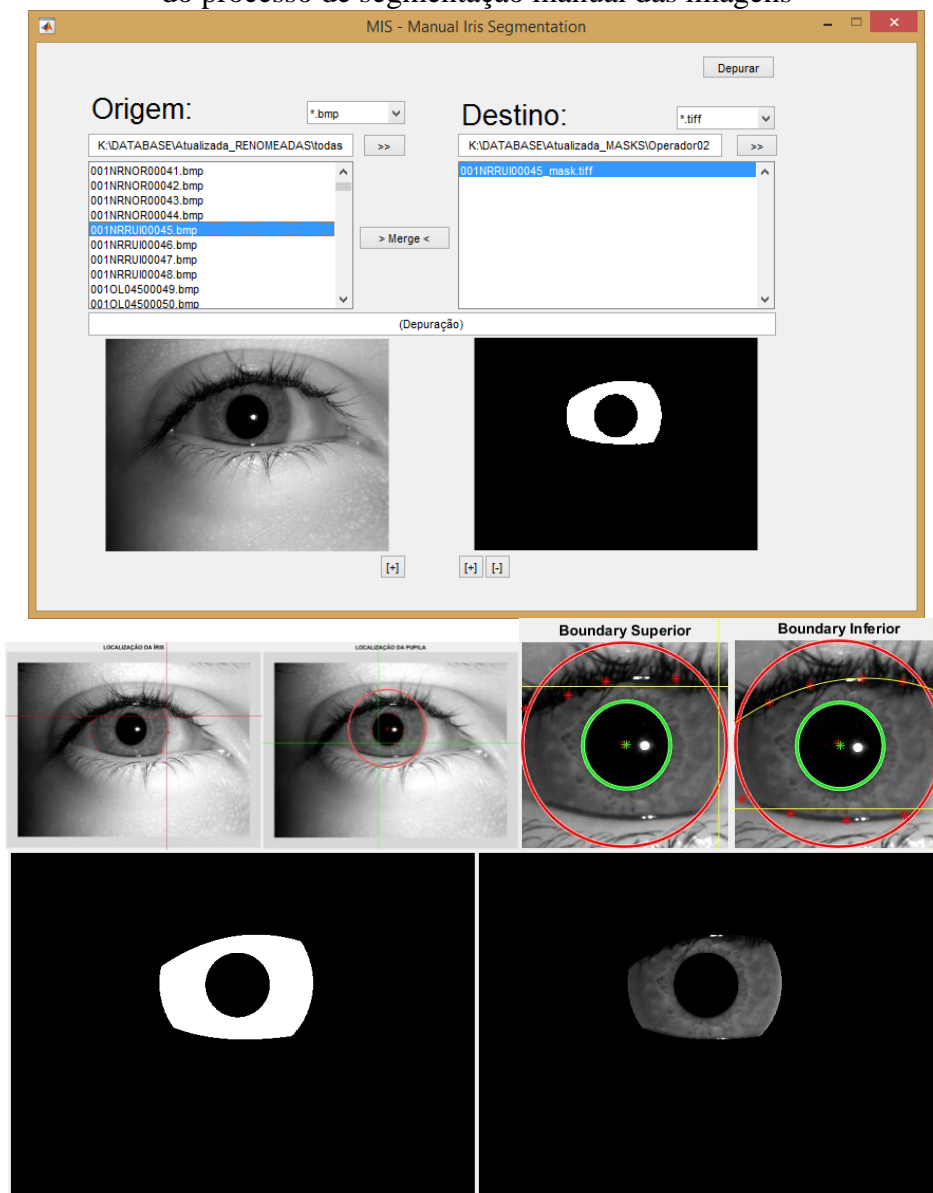 do processo de segmentação manual das imagens
MIS - Manual Iris Segmentation
Depurar
Origem:
*.bmp
Destino:
*.tiff
K:\DATABASE\Atualizada_RENOMEADAS\todas
>>
K:\DATABASE\Atualizada_MASKS\Operador02
>>
001NRNOR00041.bmp
001NRNOR00042.bmp
001NRNOR00043.bmp
001NRNOR00044.bmp
001NRRUI00045.bmp
001NRRUI00046.bmp
001NRRUI00047.bmp
001NRRUI00048.bmp
001OL04500049.bmp
001OL04500050.bmp
> Merge <
001NRRUI00045_mask.tiff
(Depuração)
[+]
[+]
[-]
LOCALIZAÇÃO DA ÍRIS
LOCALIZAÇÃO DA PUPILA
Boundary Superior
Boundary Inferior